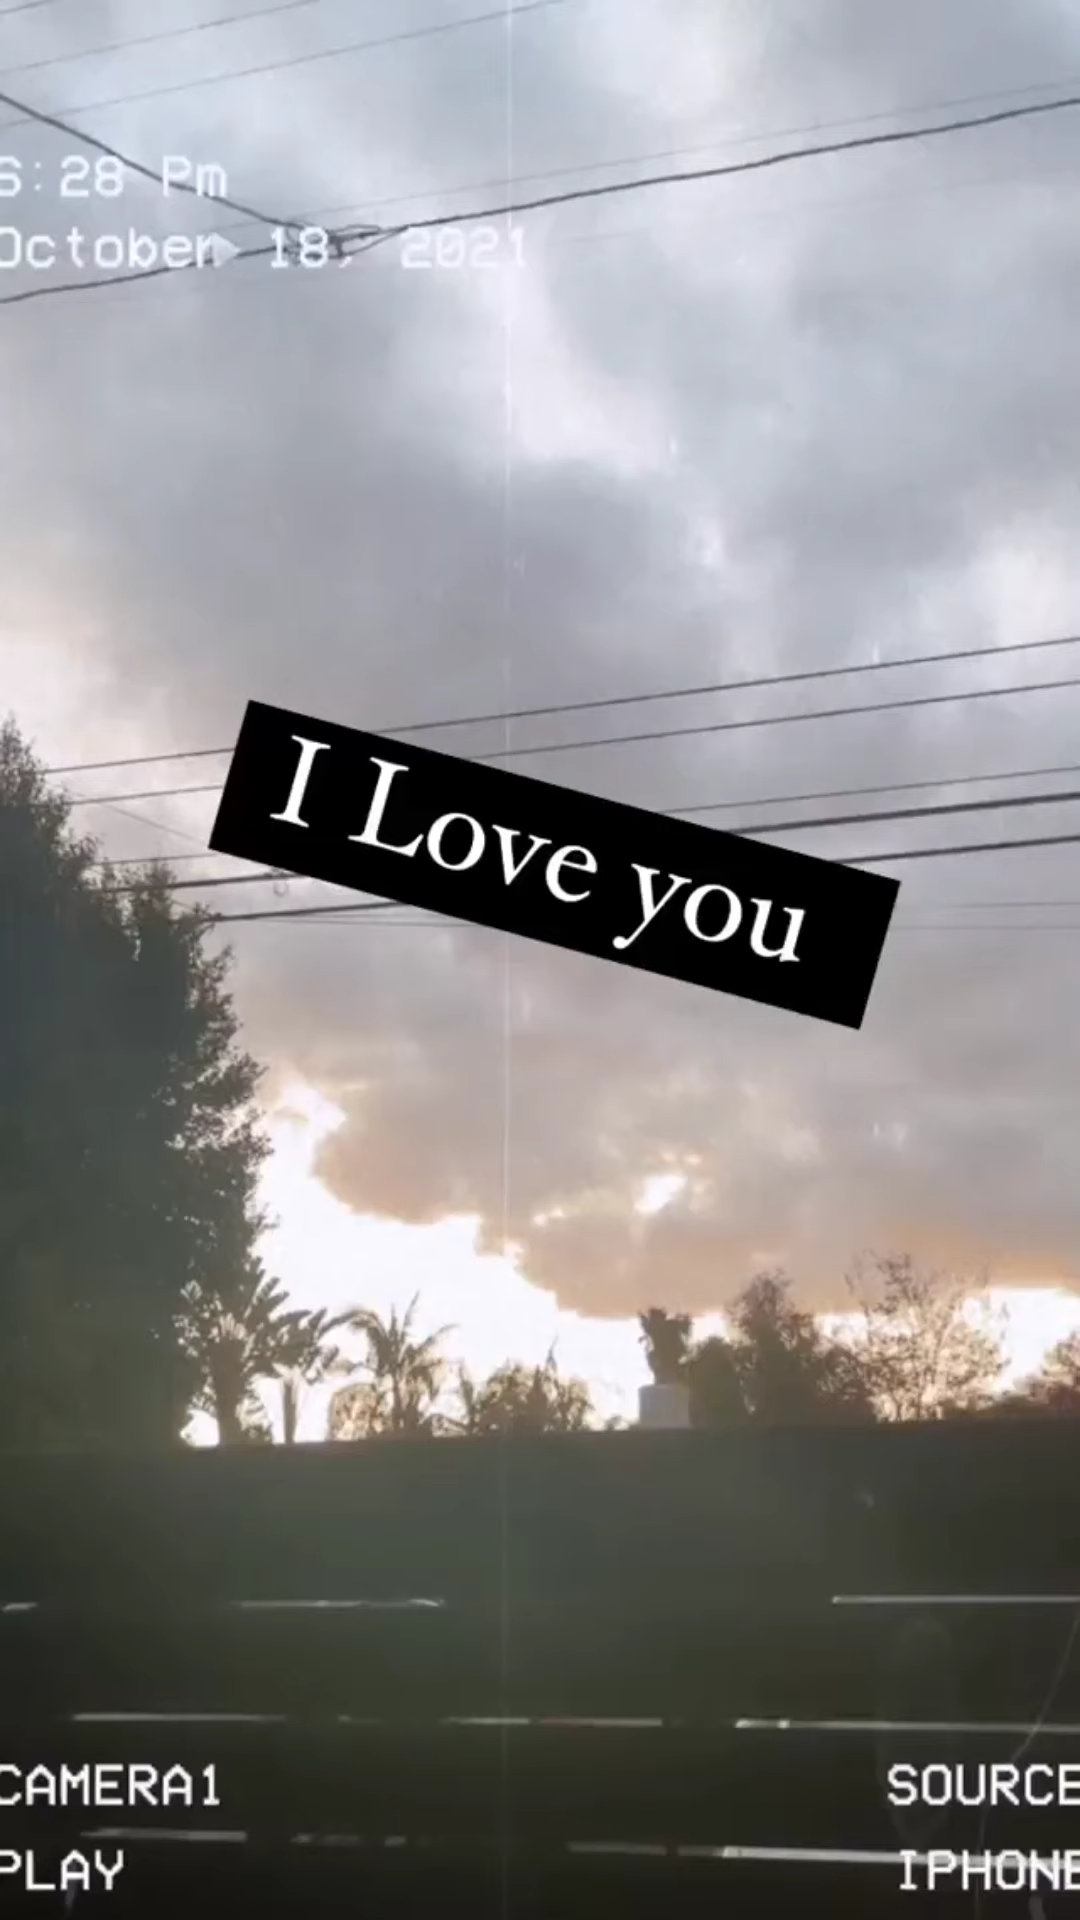 6:28 Pm
October 18, 2021
I Love you
CAMERA1
SOURCE
PLAY
IPHONE